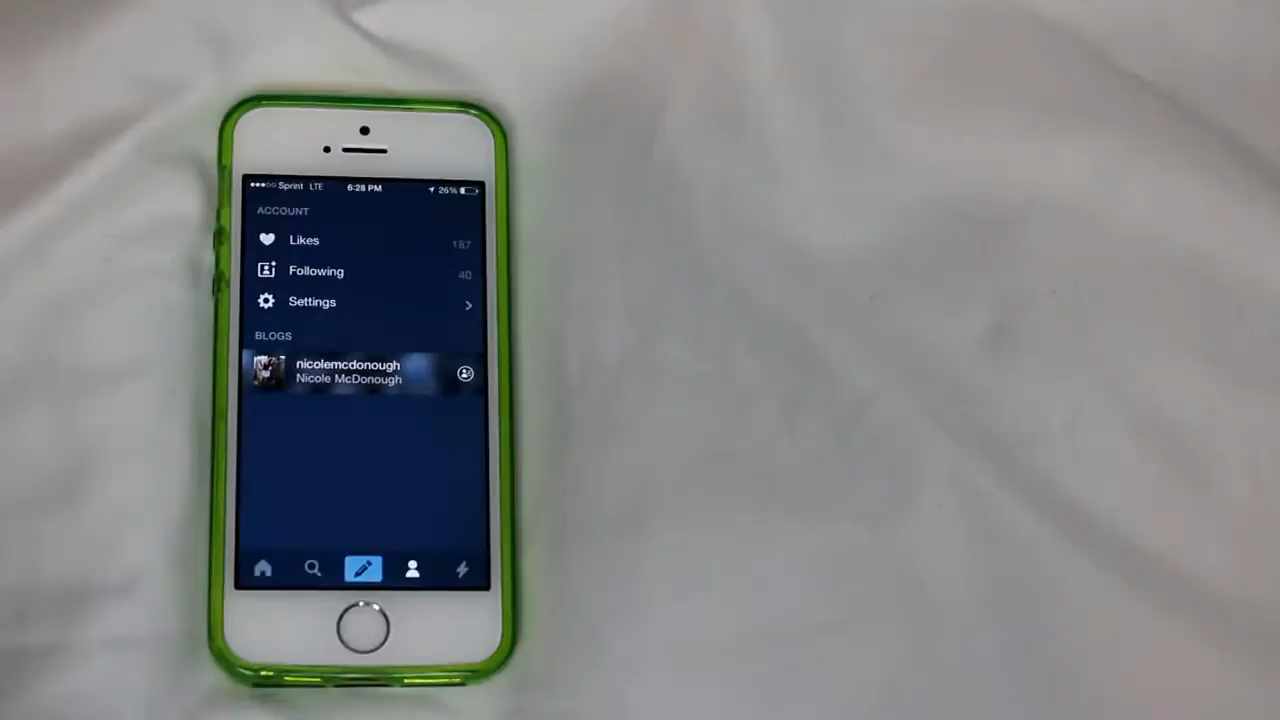 Sprint LTE 6:28 PM 26%
ACCOUNT
Likes 187
Following 40
Settings
BLOGS
nicolemcdonough
Nicole McDonough